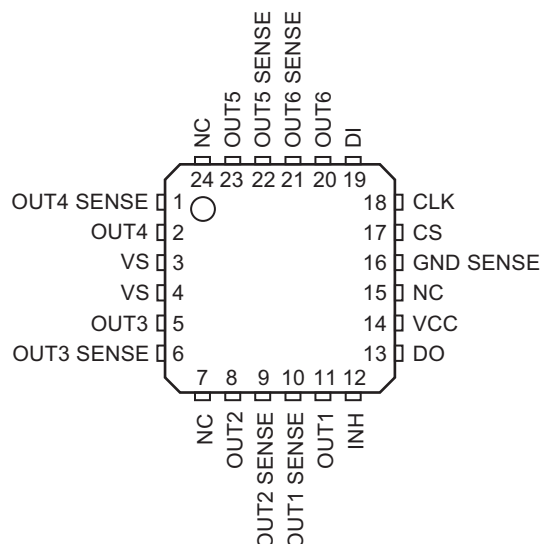 NC
OUT5
OUT5 SENSE
OUT6 SENSE
OUT6
DI
24 23 22 21 20 19
OUT4 SENSE 1 18 CLK
OUT4 2 17 CS
VS 3 16 GND SENSE
VS 4 15 NC
OUT3 5 14 VCC
OUT3 SENSE 6 13 DO
7 8 9 10 11 12
NC
OUT2
OUT2 SENSE
OUT1 SENSE
OUT1
INH